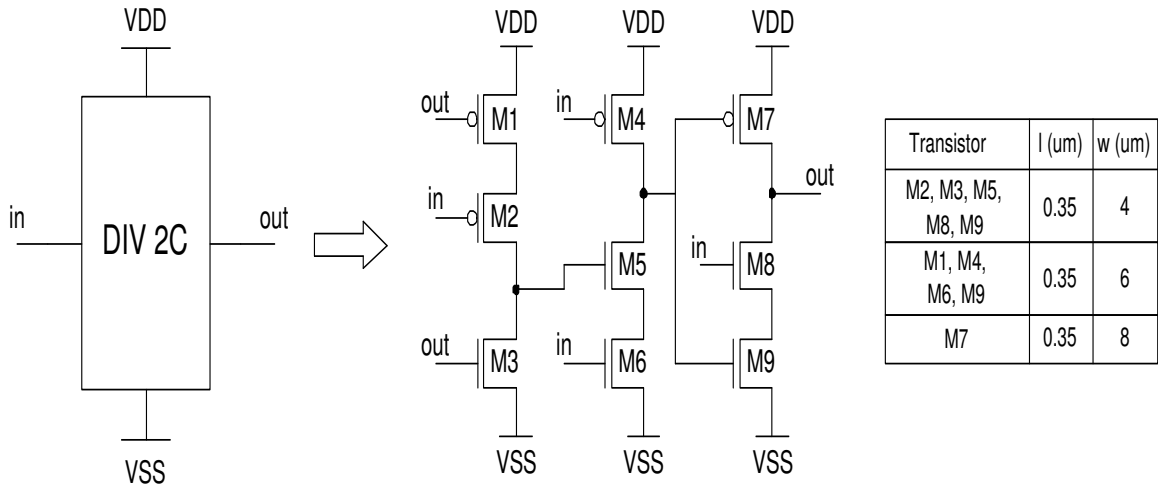 VDD
in
DIV 2C
out
VSS
VDD VDD VDD
out M1 in M4 M7
in M2 out
M5 in M8
out M3 in M6 M9
VSS VSS VSS
Transistor l (um) w (um)
M2, M3, M5,
M8, M9 0.35 4
M1, M4,
M6, M9 0.35 6
M7 0.35 8